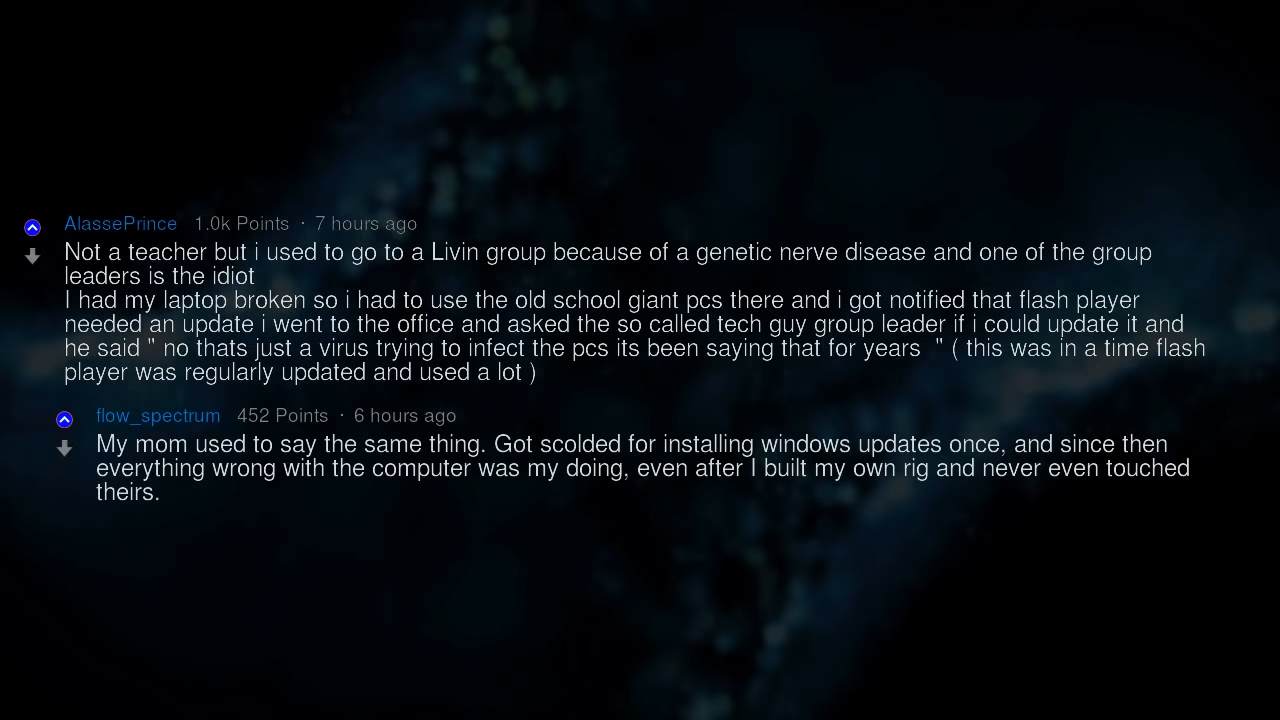 AlassePrince 1.0k Points · 7 hours ago
Not a teacher but i used to go to a Livin group because of a genetic nerve disease and one of the group
leaders is the idiot
I had my laptop broken so i had to use the old school giant pcs there and i got notified that flash player
needed an update i went to the office and asked the so called tech guy group leader if i could update it and
he said " no thats just a virus trying to infect the pcs its been saying that for years  " ( this was in a time flash
player was regularly updated and used a lot )
flow_spectrum 452 Points · 6 hours ago
My mom used to say the same thing. Got scolded for installing windows updates once, and since then
everything wrong with the computer was my doing, even after I built my own rig and never even touched
theirs.